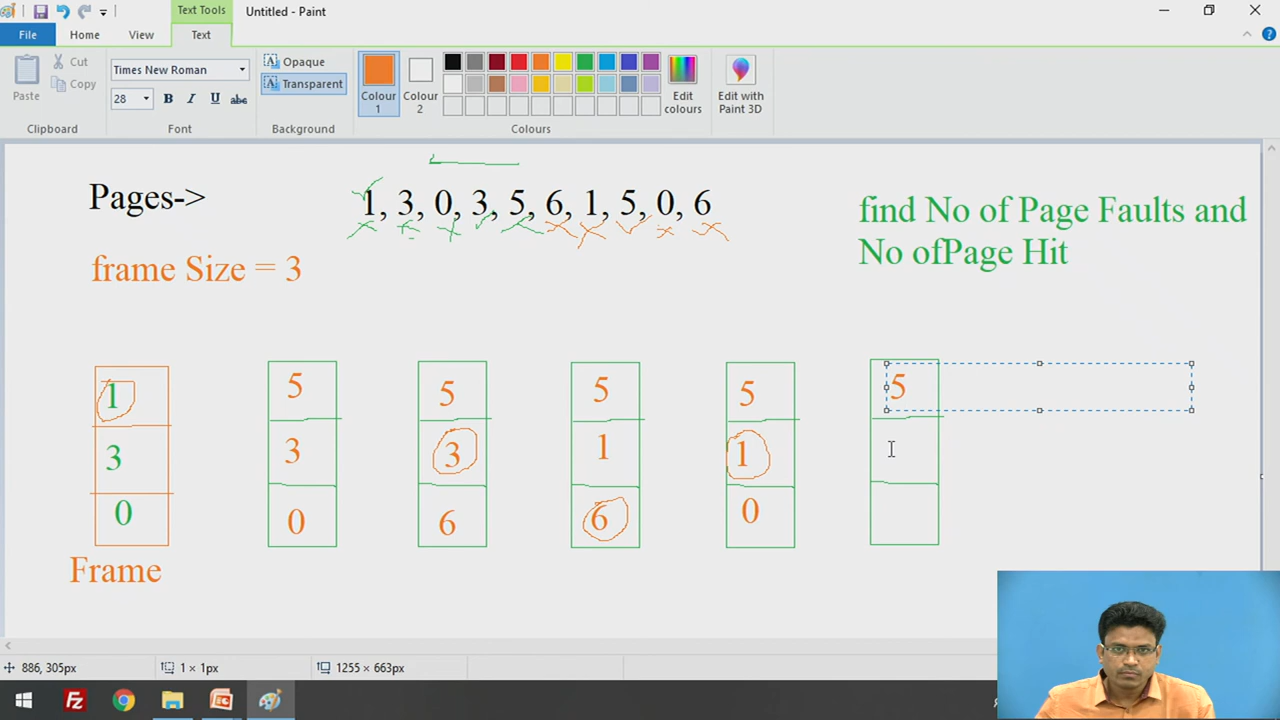 Text Tools
Untitled - Paint
File
Home
View
Text
Paste
Cut
Copy
Clipboard
Times New Roman
28
B I U abc
Font
Opaque
Transparent
Background
Colour 1
Colour 2
Edit colours
Edit with Paint 3D
Colours
Pages-> 1, 3, 0, 3, 5, 6, 1, 5, 0, 6
find No of Page Faults and
No ofPage Hit
frame Size = 3
1 5 5 5 5 5
3 3 3 1 1
0 0 6 6 0
Frame
886, 305px
1 × 1px
1255 × 663px